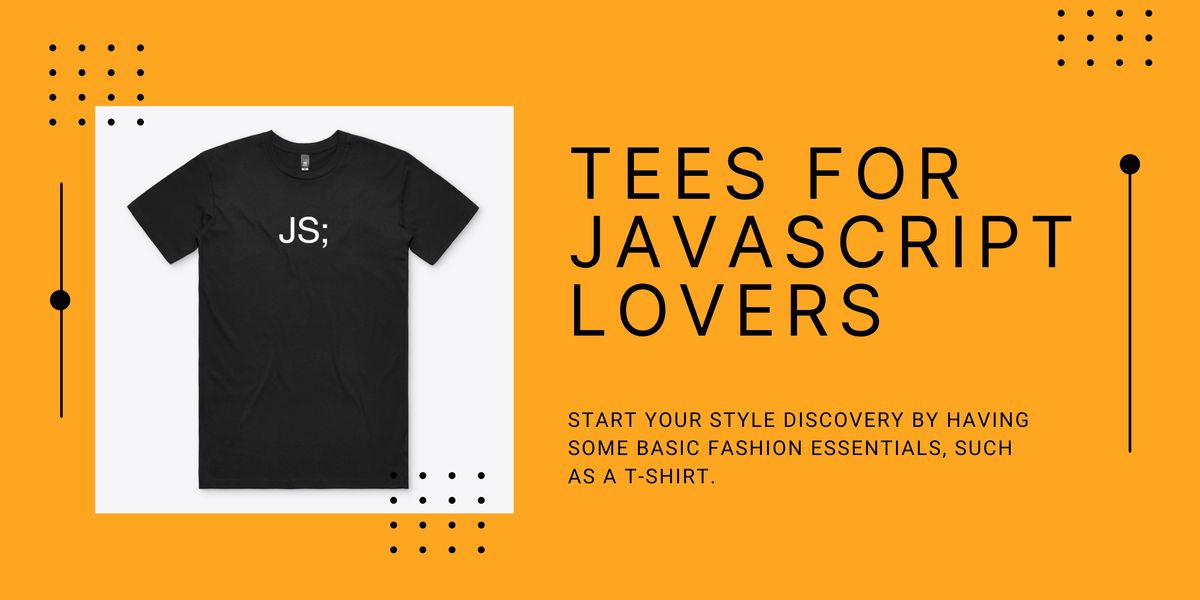 JS;
TEES FOR
JAVASCRIPT
LOVERS
START YOUR STYLE DISCOVERY BY HAVING
SOME BASIC FASHION ESSENTIALS, SUCH
AS A T-SHIRT.